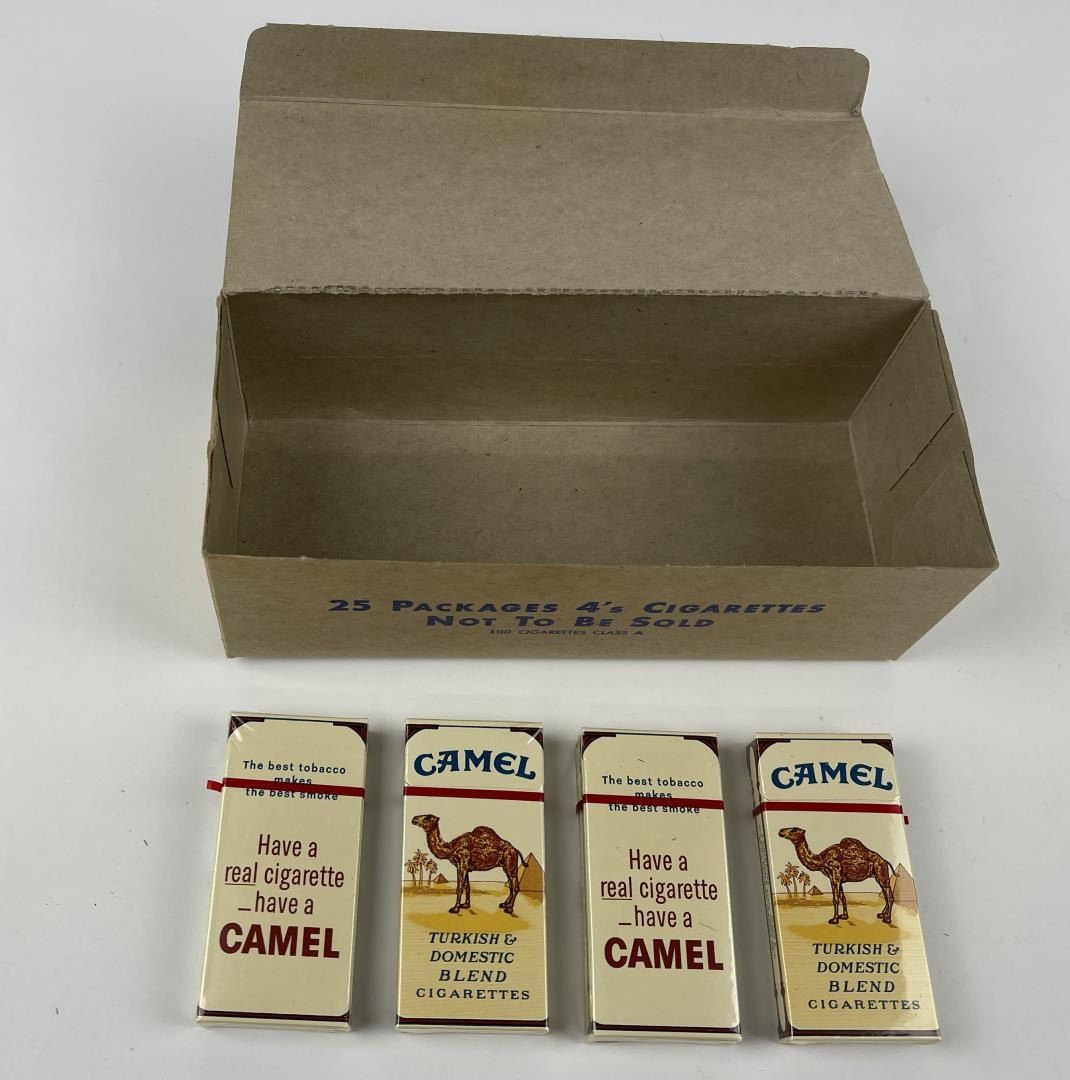 25 PACKAGES 4's CIGARETTES
NOT TO BE SOLD
100 CIGARETTES CLASS A
The best tobacco
makes
the best smoke
Have a
real cigarette
_have a
CAMEL
CAMEL
TURKISH &
DOMESTIC
BLEND
CIGARETTES
The best tobacco
makes
the best smoke
Have a
real cigarette
_have a
CAMEL
CAMEL
TURKISH &
DOMESTIC
BLEND
CIGARETTES